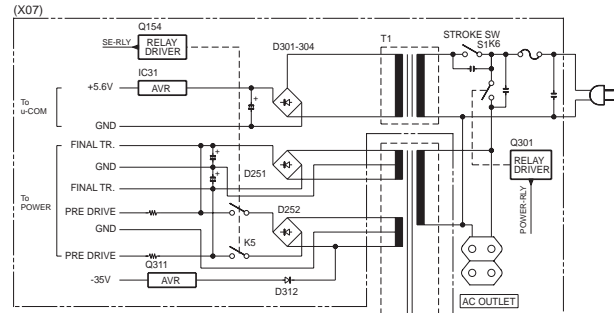 (X07)
Q154
SE-RLY
RELAY
DRIVER
D301-304
T1
STROKE SW
S1
K6
IC31
+5.6V
AVR
To
u-COM
GND
FINAL TR.
GND
FINAL TR.
To
POWER
PRE DRIVE
GND
PRE DRIVE
D251
D252
K5
Q311
-35V
AVR
D312
Q301
RELAY
DRIVER
POWER-RLY
AC OUTLET
+
+
+